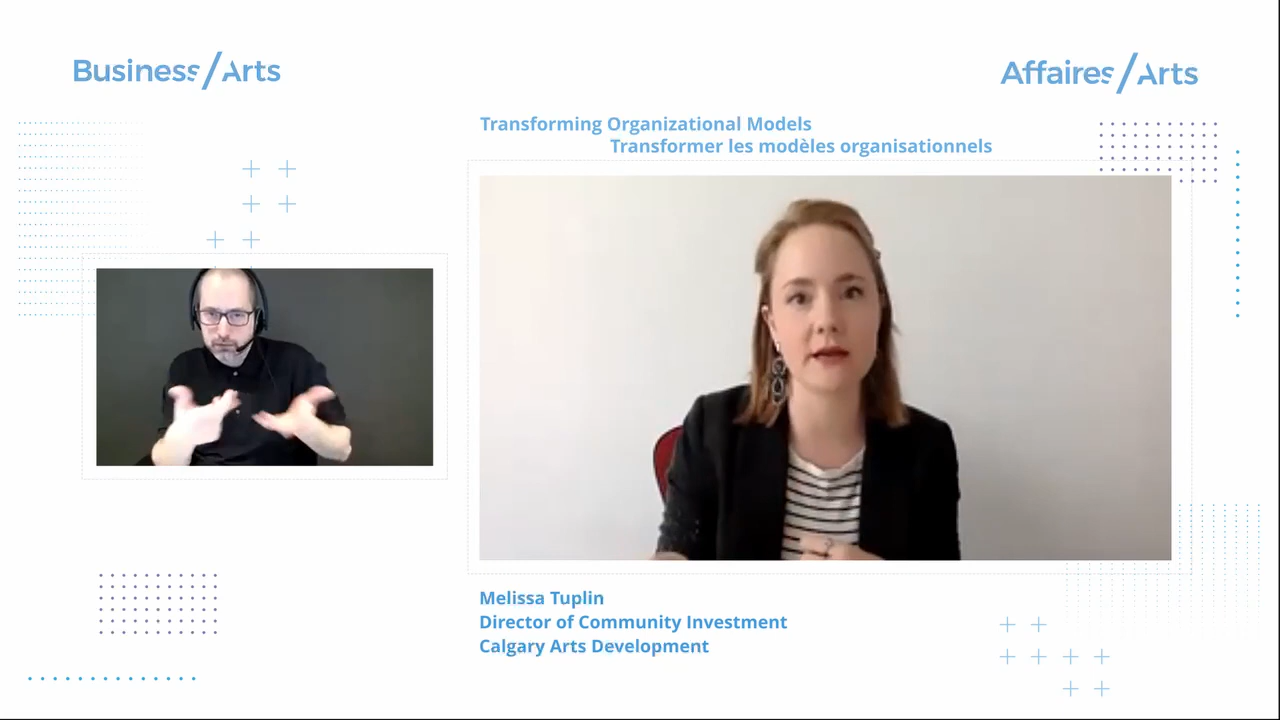 Business/Arts
Affaires/Arts
Transforming Organizational Models
Transformer les modèles organisationnels
Melissa Tuplin
Director of Community Investment
Calgary Arts Development